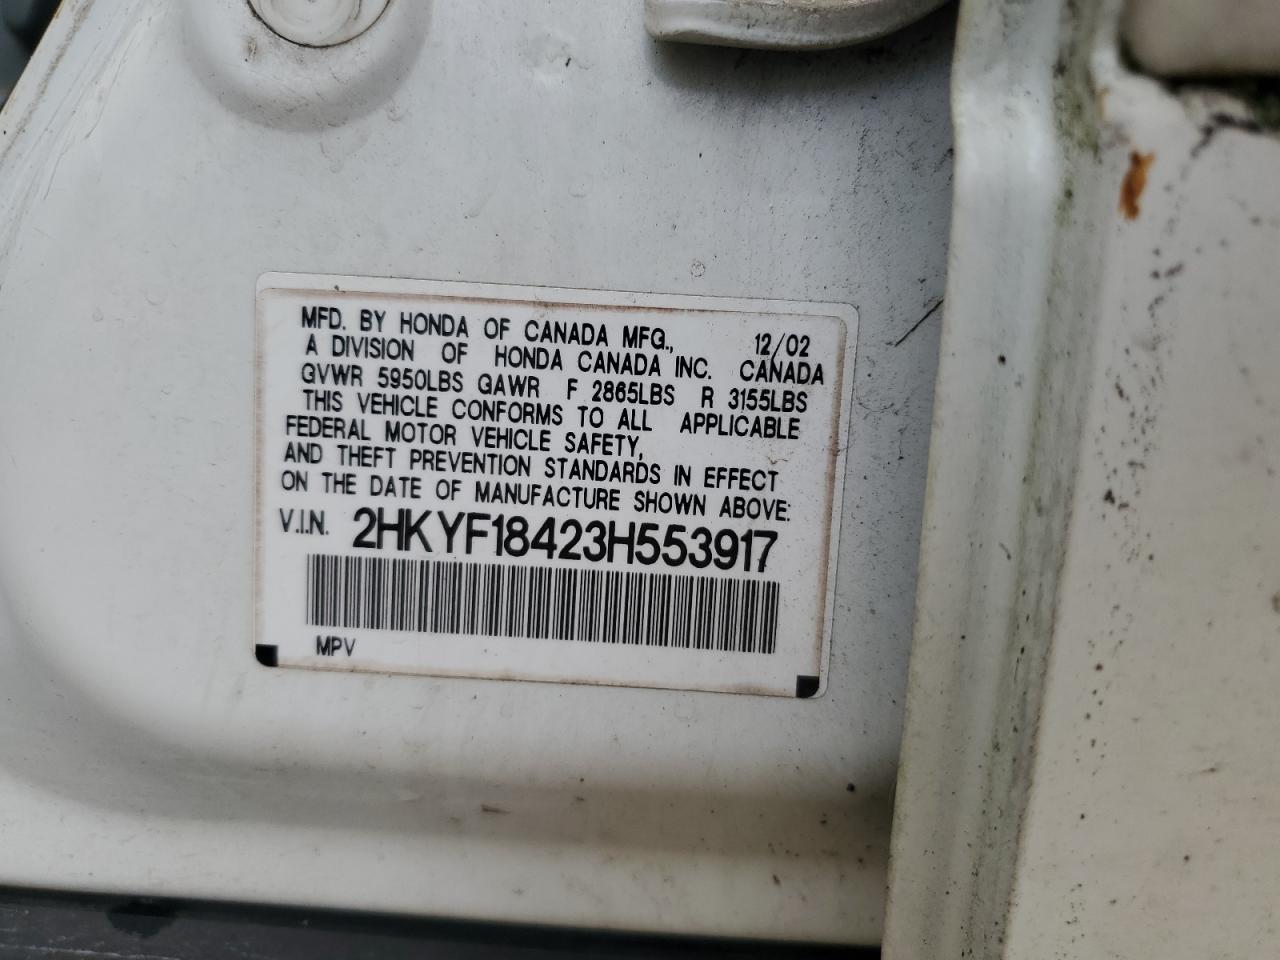 MFD. BY HONDA OF CANADA MFG., 12/02
A DIVISION OF HONDA CANADA INC. CANADA
GVWR 5950LBS GAWR F 2865LBS R 3155LBS
THIS VEHICLE CONFORMS TO ALL APPLICABLE
FEDERAL MOTOR VEHICLE SAFETY,
AND THEFT PREVENTION STANDARDS IN EFFECT
ON THE DATE OF MANUFACTURE SHOWN ABOVE:
V.I.N. 2HKYF18423H553917
MPV